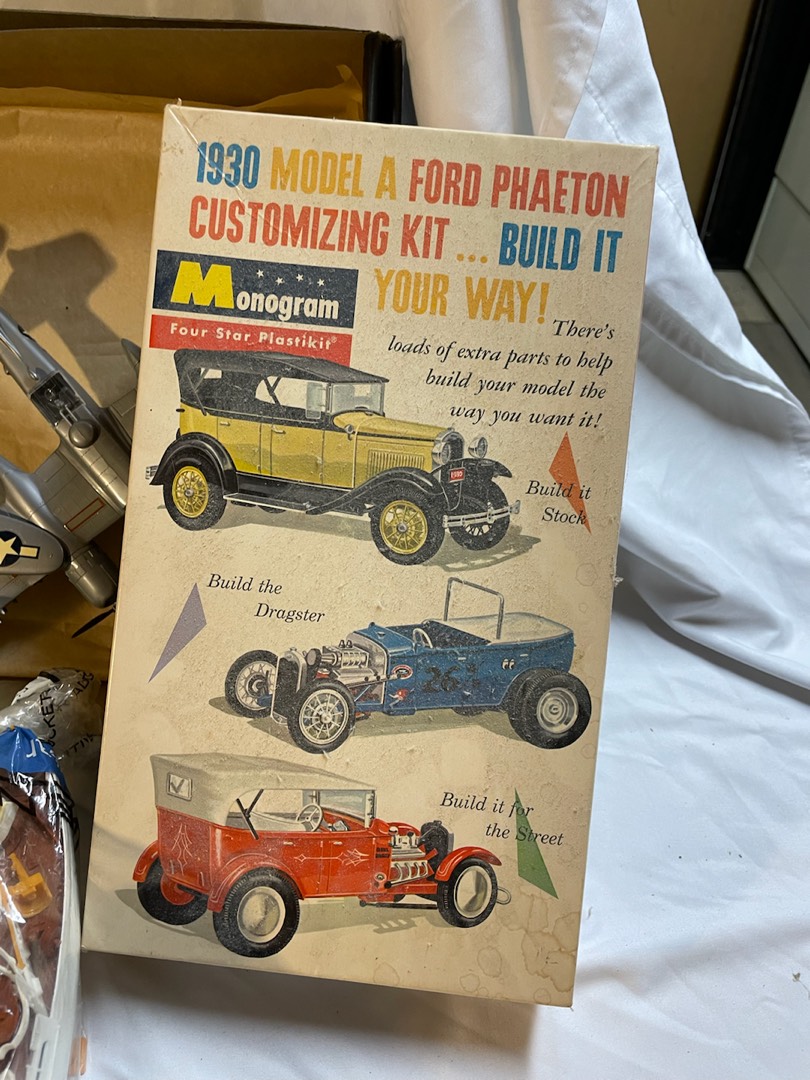 1930 MODEL A FORD PHAETON
CUSTOMIZING KIT ... BUILD IT
YOUR WAY!
Monogram
Four Star Plastikit®
There's
loads of extra parts to help
build your model the
way you want it!
1930
Build it
Stock
Build the
Dragster
26
Build it for
the Street